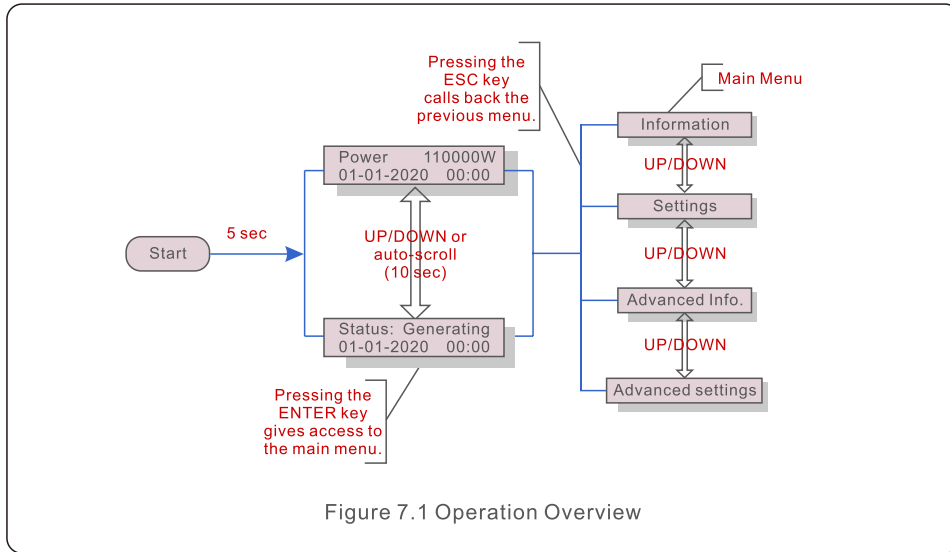 Pressing the
ESC key
calls back the
previous menu.
Main Menu
Information
Power 110000W
01-01-2020 00:00
UP/DOWN
Settings
5 sec
Start
UP/DOWN or
auto-scroll
(10 sec)
UP/DOWN
Advanced Info.
Status: Generating
01-01-2020 00:00
UP/DOWN
Advanced settings
Pressing the
ENTER key
gives access to
the main menu.
Figure 7.1 Operation Overview